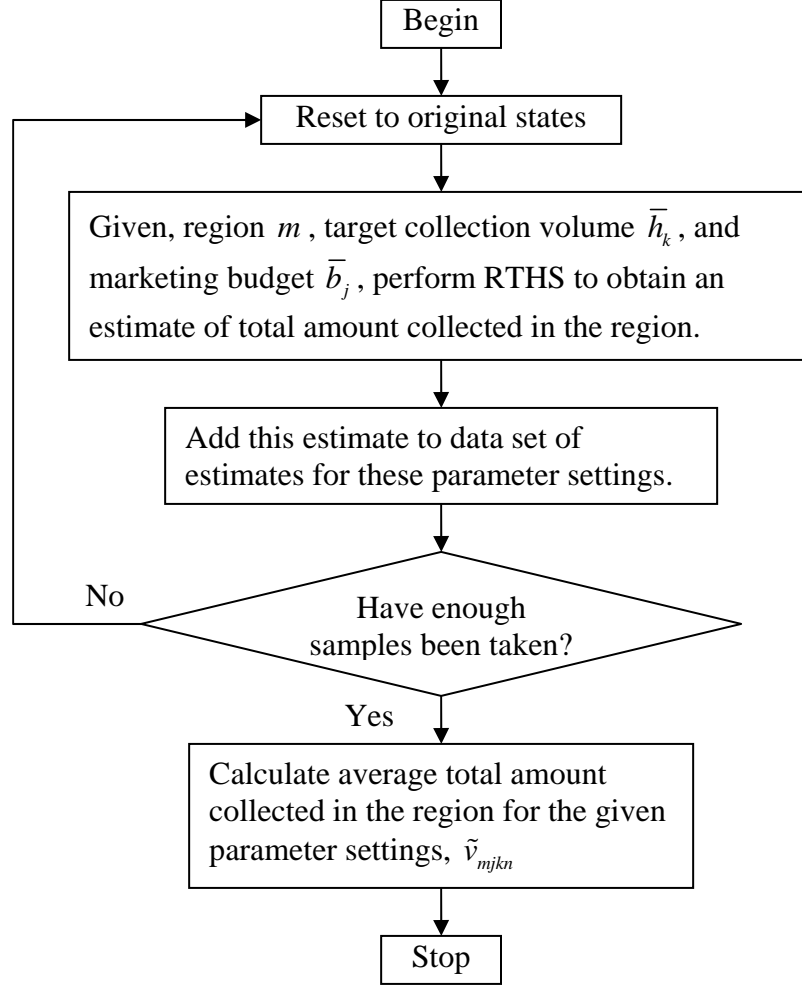 Begin
Reset to original states
Given, region m , target collection volume h̅ₖ , and
marketing budget b̅ⱼ , perform RTHS to obtain an
estimate of total amount collected in the region.
Add this estimate to data set of
estimates for these parameter settings.
No
Have enough
samples been taken?
Yes
Calculate average total amount
collected in the region for the given
parameter settings, ṽ_mjkn
Stop